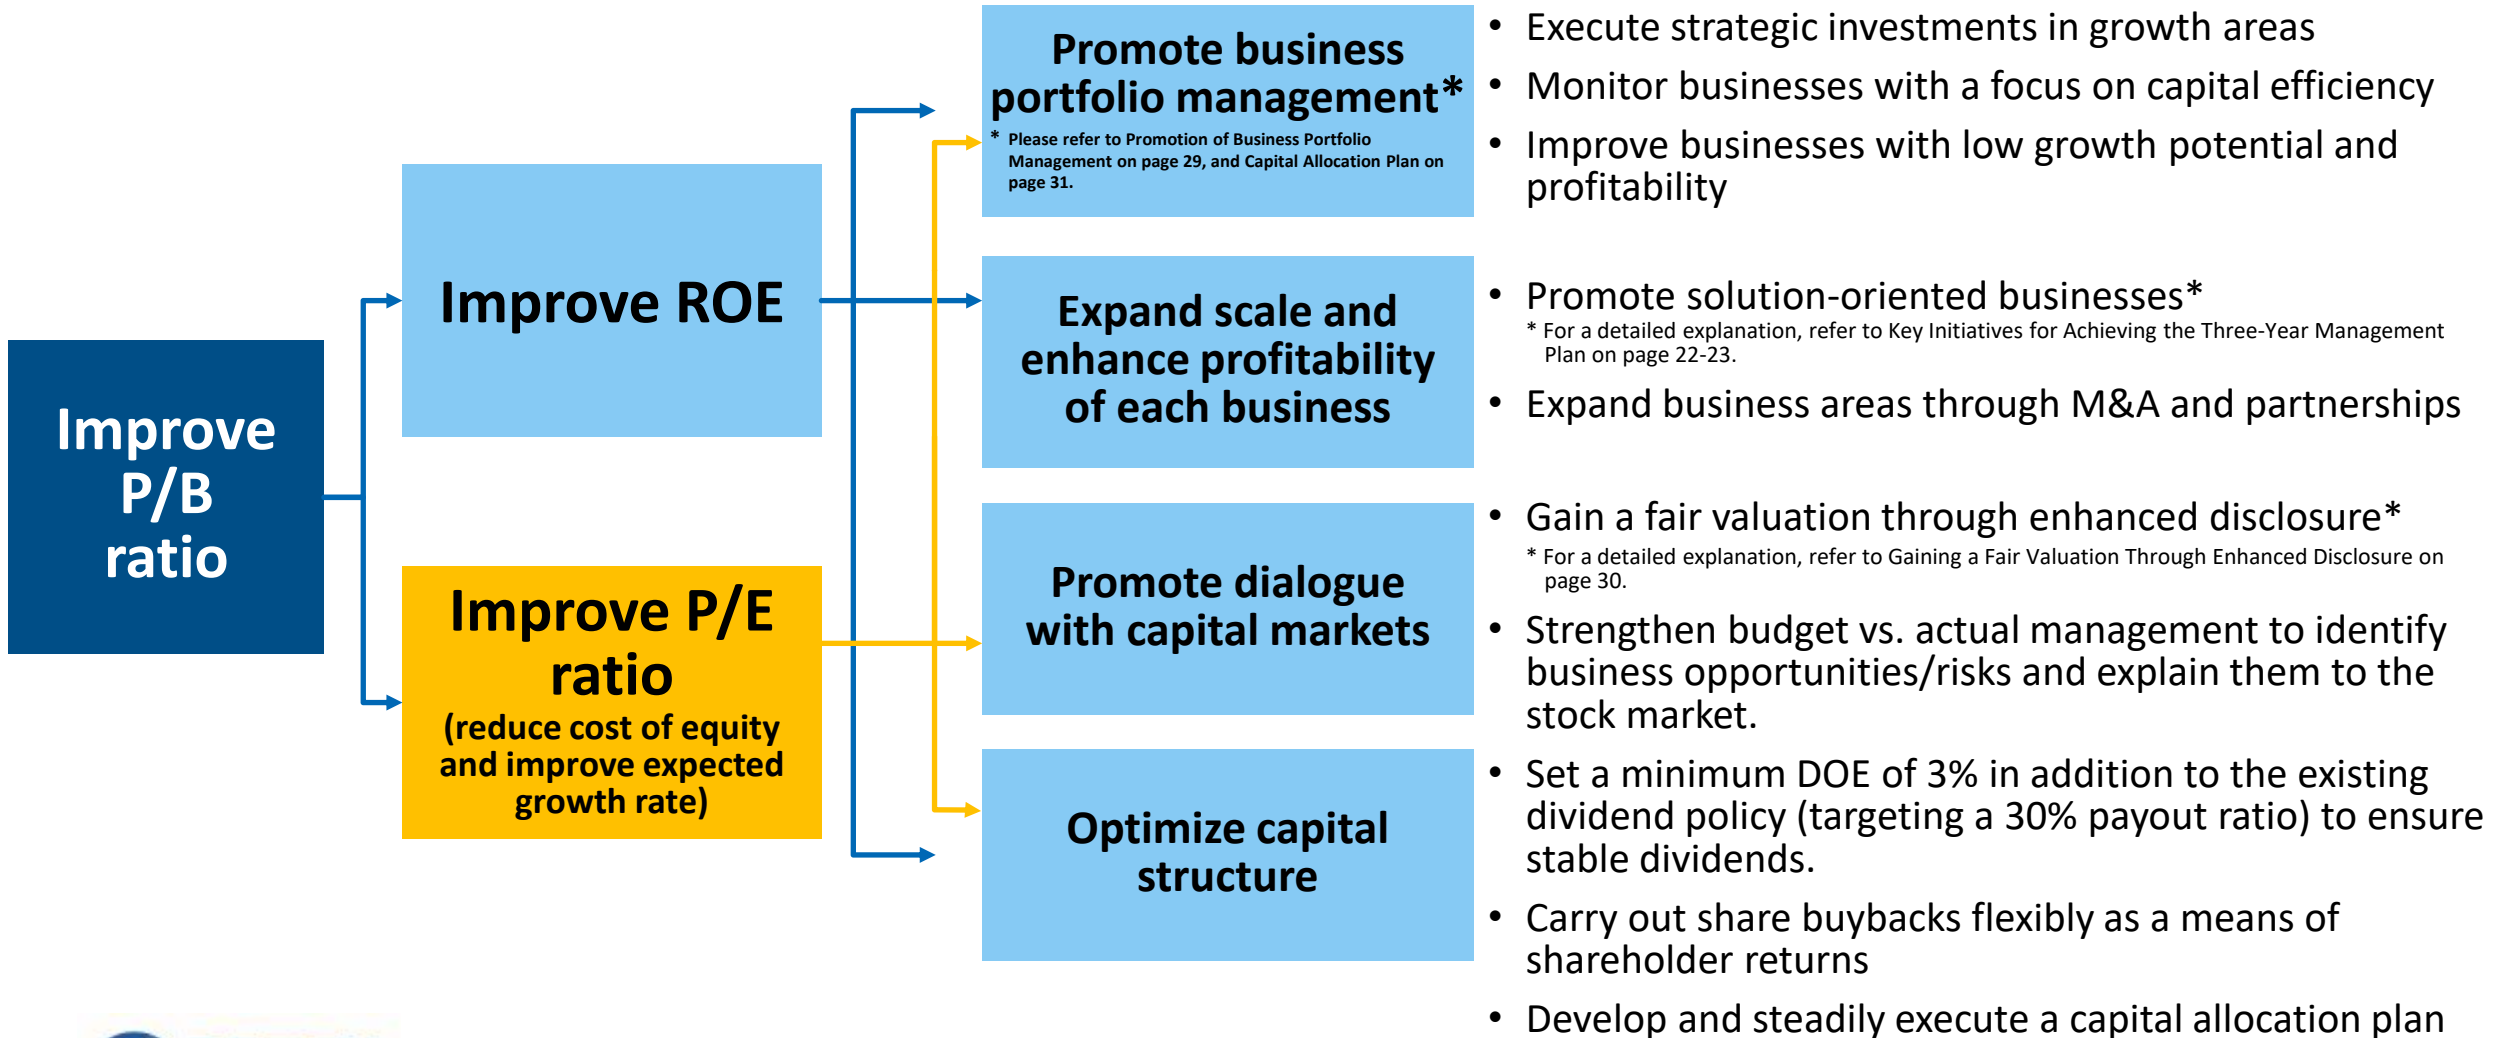 Improve
P/B
ratio
Improve ROE
Improve P/E
ratio
(reduce cost of equity
and improve expected
growth rate)
Promote business
portfolio management*
* Please refer to Promotion of Business Portfolio
Management on page 29, and Capital Allocation Plan on
page 31.
• Execute strategic investments in growth areas
• Monitor businesses with a focus on capital efficiency
• Improve businesses with low growth potential and
profitability
Expand scale and
enhance profitability
of each business
• Promote solution-oriented businesses*
* For a detailed explanation, refer to Key Initiatives for Achieving the Three-Year Management
Plan on page 22-23.
• Expand business areas through M&A and partnerships
Promote dialogue
with capital markets
• Gain a fair valuation through enhanced disclosure*
* For a detailed explanation, refer to Gaining a Fair Valuation Through Enhanced Disclosure on
page 30.
• Strengthen budget vs. actual management to identify
business opportunities/risks and explain them to the
stock market.
Optimize capital
structure
• Set a minimum DOE of 3% in addition to the existing
dividend policy (targeting a 30% payout ratio) to ensure
stable dividends.
• Carry out share buybacks flexibly as a means of
shareholder returns
• Develop and steadily execute a capital allocation plan